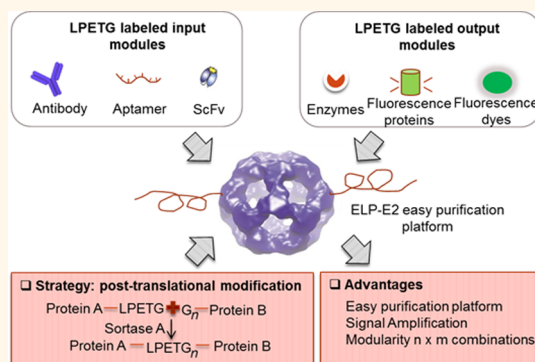 LPETG labeled input
modules
Antibody
Aptamer
ScFv
LPETG labeled output
modules
Enzymes
Fluorescence
proteins
Fluorescence
dyes
ELP-E2 easy purification
platform
❑ Strategy: post-translational modification
Protein A — LPETG + Gn — Protein B
Sortase A
Protein A — LPETGn — Protein B
❑ Advantages
Easy purification platform
Signal Amplification
Modularity n x m combinations